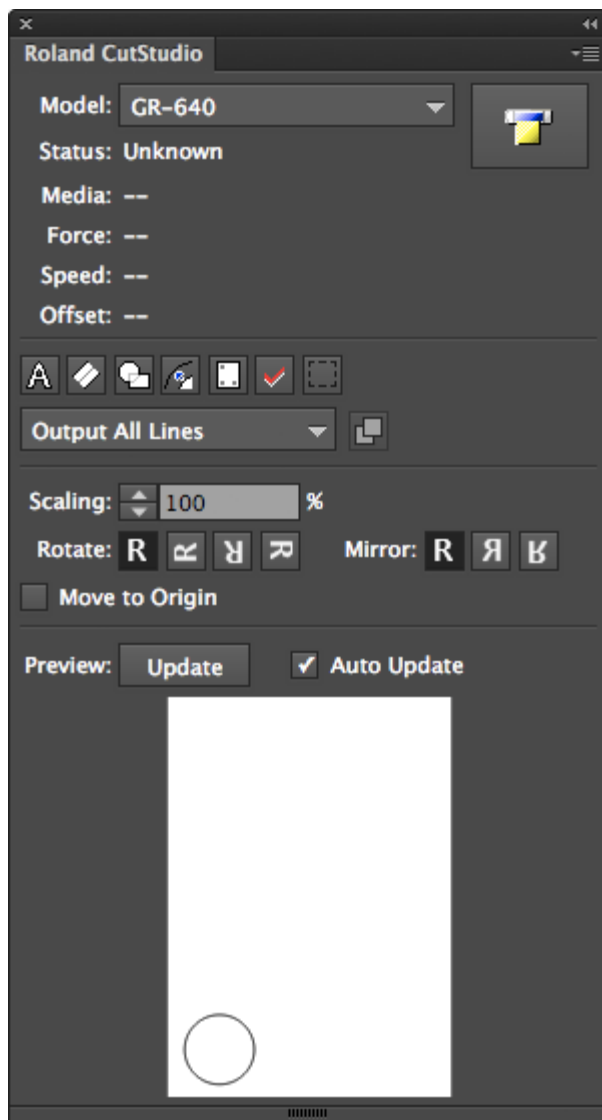 Roland CutStudio
Model: GR-640
Status: Unknown
Media: --
Force: --
Speed: --
Offset: --
A
Output All Lines
Scaling: 100 %
Rotate: R R R R Mirror: R R R
Move to Origin
Preview: Update Auto Update